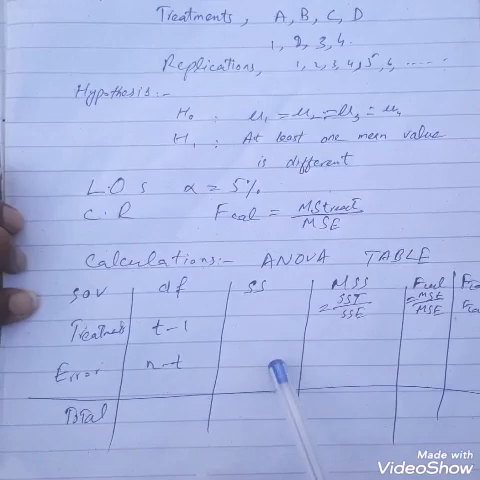 Treatments, A, B, C, D
1, 2, 3, 4.
Replications, 1, 2, 3, 4, 5, 6, .....
Hypothesis:-
H₀ : μ₁ = μ₂ = μ₃ = μ₄
H₁ : At least one mean value
is different
L.O s α = 5%
C.R Fcal = MStreat / MSE
Calculations:- ANOVA TABLE
SOV df SS MSS = SST / SSE Fcal = MSE / MSE
t-1
Error n-t
Total
Made with
VideoShow